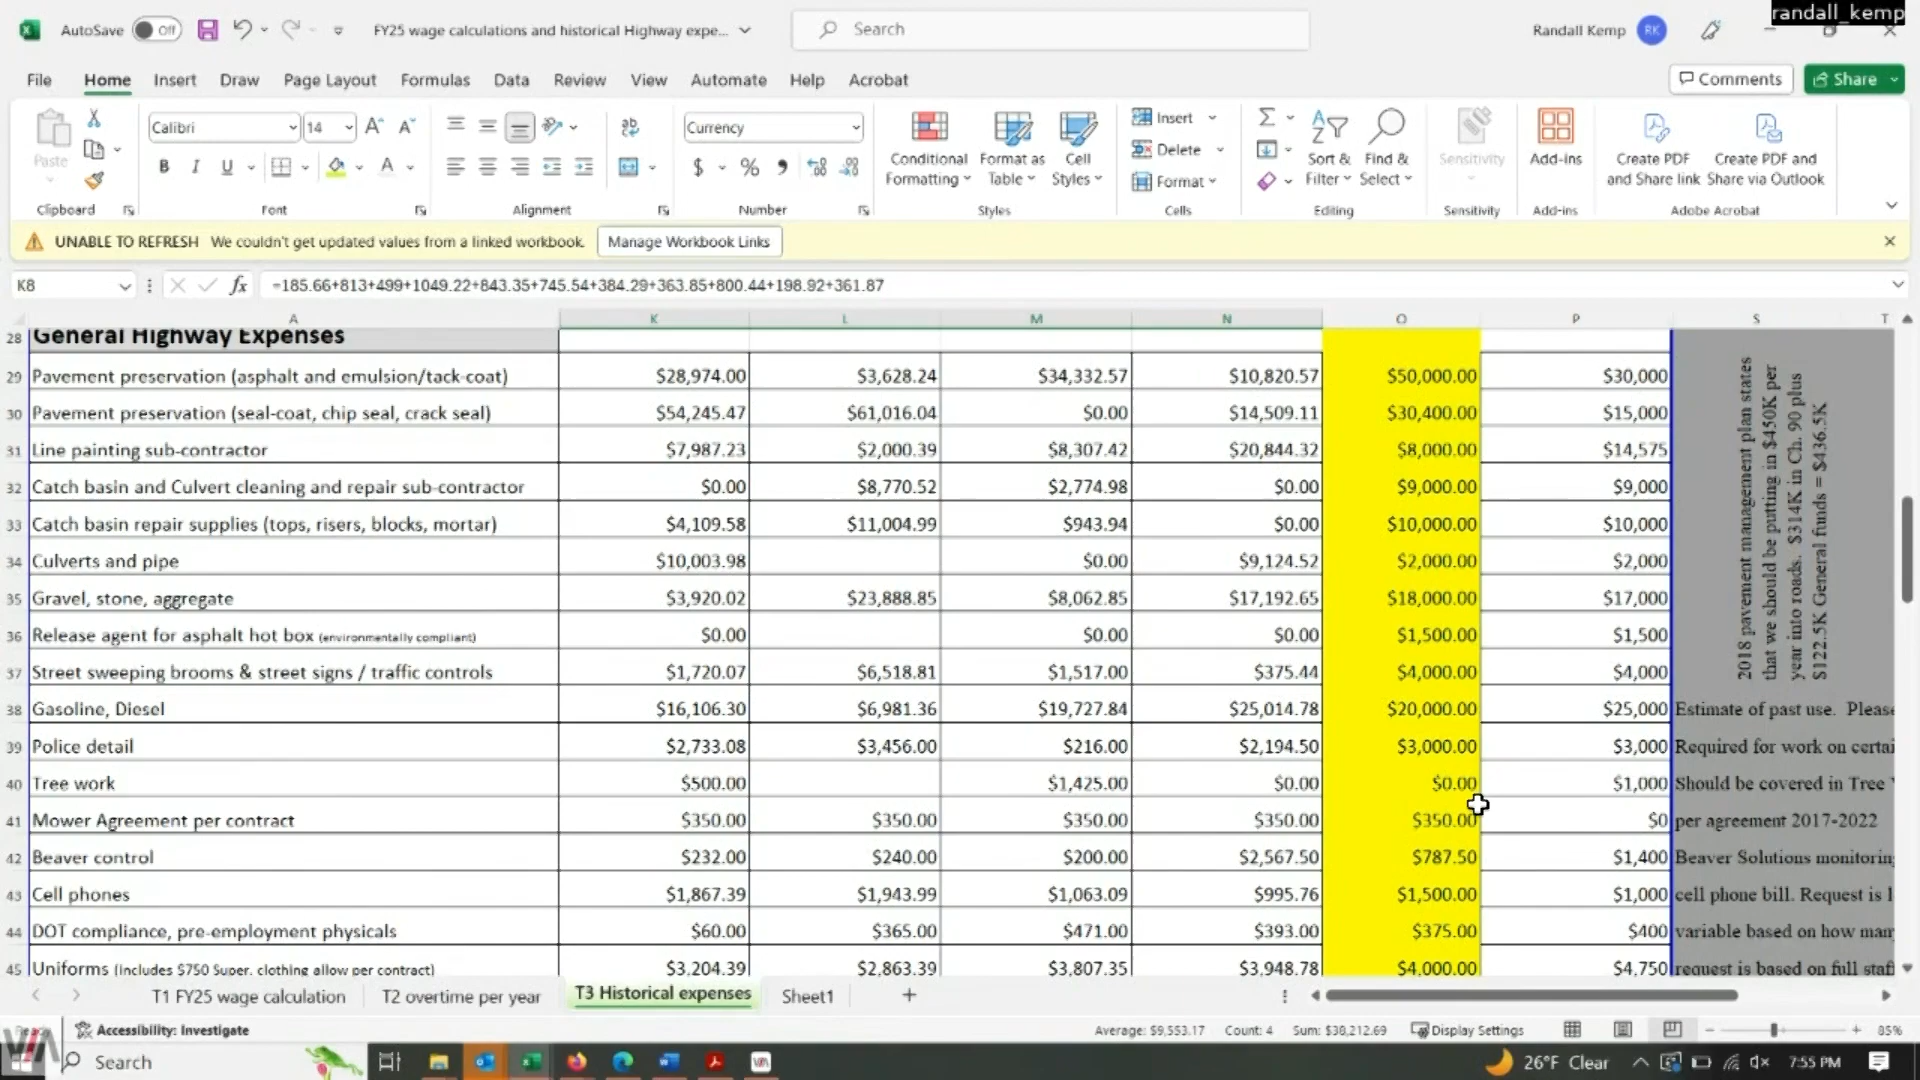 randall_kemp
AutoSave Off FY25 wage calculations and historical Highway expe... Search Randall Kemp RK
File Home Insert Draw Page Layout Formulas Data Review View Automate Help Acrobat Comments Share
Paste Calibri 14 Currency Conditional Formatting Format as Table Cell Styles Insert Delete Format Sort & Filter Find & Select Sensitivity Add-ins Create PDF and Share link Create PDF and Share via Outlook
Clipboard Font Alignment Number Styles Cells Editing Sensitivity Add-ins Adobe Acrobat
UNABLE TO REFRESH We couldn't get updated values from a linked workbook. Manage Workbook Links
K8 fx =185.66+813+499+1049.22+843.35+745.54+384.29+363.85+800.44+198.92+361.87
A K L M N O P S T
28 General Highway Expenses
29 Pavement preservation (asphalt and emulsion/tack-coat) $28,974.00 $3,628.24 $34,332.57 $10,820.57 $50,000.00 $30,000
30 Pavement preservation (seal-coat, chip seal, crack seal) $54,245.47 $61,016.04 $0.00 $14,509.11 $30,400.00 $15,000
31 Line painting sub-contractor $7,987.23 $2,000.39 $8,307.42 $20,844.32 $8,000.00 $14,575
32 Catch basin and Culvert cleaning and repair sub-contractor $0.00 $8,770.52 $2,774.98 $0.00 $9,000.00 $9,000
33 Catch basin repair supplies (tops, risers, blocks, mortar) $4,109.58 $11,004.99 $943.94 $0.00 $10,000.00 $10,000
34 Culverts and pipe $10,003.98 $0.00 $9,124.52 $2,000.00 $2,000
35 Gravel, stone, aggregate $3,920.02 $23,888.85 $8,062.85 $17,192.65 $18,000.00 $17,000
36 Release agent for asphalt hot box (environmentally compliant) $0.00 $0.00 $0.00 $1,500.00 $1,500
37 Street sweeping brooms & street signs / traffic controls $1,720.07 $6,518.81 $1,517.00 $375.44 $4,000.00 $4,000
2018 pavement management plan states
that we should be putting in $450K per
year into roads. $314K in Ch. 90 plus
$122.5K General funds = $436.5K
38 Gasoline, Diesel $16,106.30 $6,981.36 $19,727.84 $25,014.78 $20,000.00 $25,000 Estimate of past use. Please
39 Police detail $2,733.08 $3,456.00 $216.00 $2,194.50 $3,000.00 $3,000 Required for work on certai
40 Tree work $500.00 $1,425.00 $0.00 $0.00 $1,000 Should be covered in Tree
41 Mower Agreement per contract $350.00 $350.00 $350.00 $350.00 $350.00 $0 per agreement 2017-2022
42 Beaver control $232.00 $240.00 $200.00 $2,567.50 $787.50 $1,400 Beaver Solutions monitorin
43 Cell phones $1,867.39 $1,943.99 $1,063.09 $995.76 $1,500.00 $1,000 cell phone bill. Request is
44 DOT compliance, pre-employment physicals $60.00 $365.00 $471.00 $393.00 $375.00 $400 variable based on how man
45 Uniforms (includes $750 Super. clothing allow per contract) $3,204.39 $2,863.39 $3,807.35 $3,948.78 $4,000.00 $4,750 request is based on full staf
T1 FY25 wage calculation T2 overtime per year T3 Historical expenses Sheet1
Accessibility: Investigate Average: $9,553.17 Count: 4 Sum: $38,212.69 Display Settings 85%
Search 26°F Clear 7:55 PM